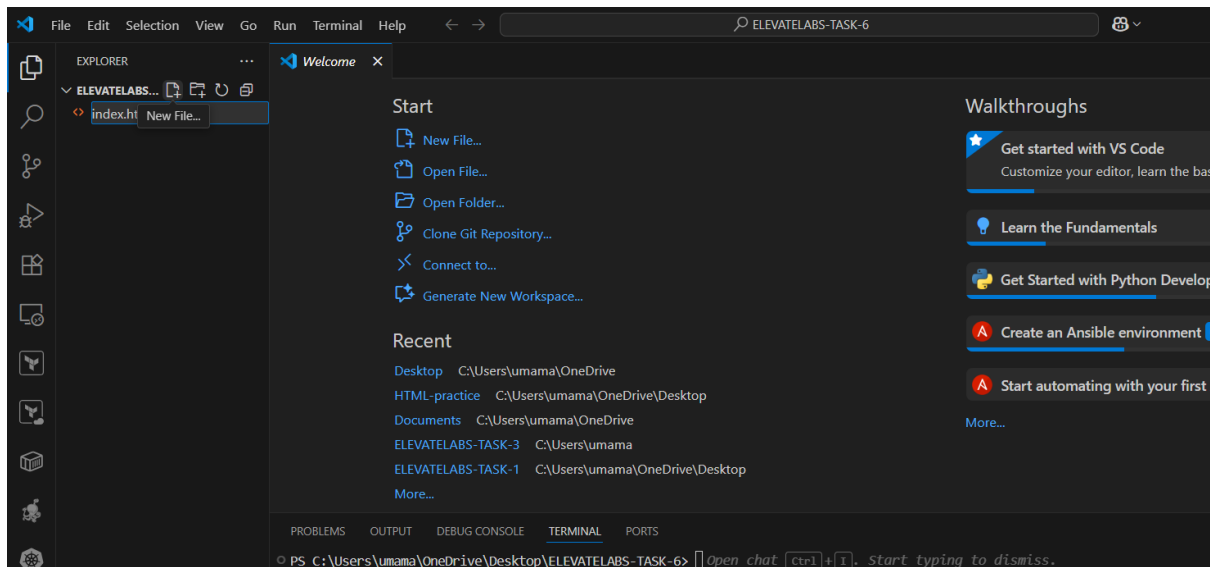 File Edit Selection View Go Run Terminal Help ELEVATELABS-TASK-6
EXPLORER
ELEVATELABS...
index.ht
New File...
Welcome
Start
New File...
Open File...
Open Folder...
Clone Git Repository...
Connect to...
Generate New Workspace...
Recent
Desktop C:\Users\umama\OneDrive
HTML-practice C:\Users\umama\OneDrive\Desktop
Documents C:\Users\umama\OneDrive
ELEVATELABS-TASK-3 C:\Users\umama
ELEVATELABS-TASK-1 C:\Users\umama\OneDrive\Desktop
More...
Walkthroughs
Get started with VS Code
Customize your editor, learn the bas
Learn the Fundamentals
Get Started with Python Develop
Create an Ansible environment
Start automating with your first
More...
PROBLEMS OUTPUT DEBUG CONSOLE TERMINAL PORTS
PS C:\Users\umama\OneDrive\Desktop\ELEVATELABS-TASK-6> Open chat Ctrl+I. Start typing to dismiss.